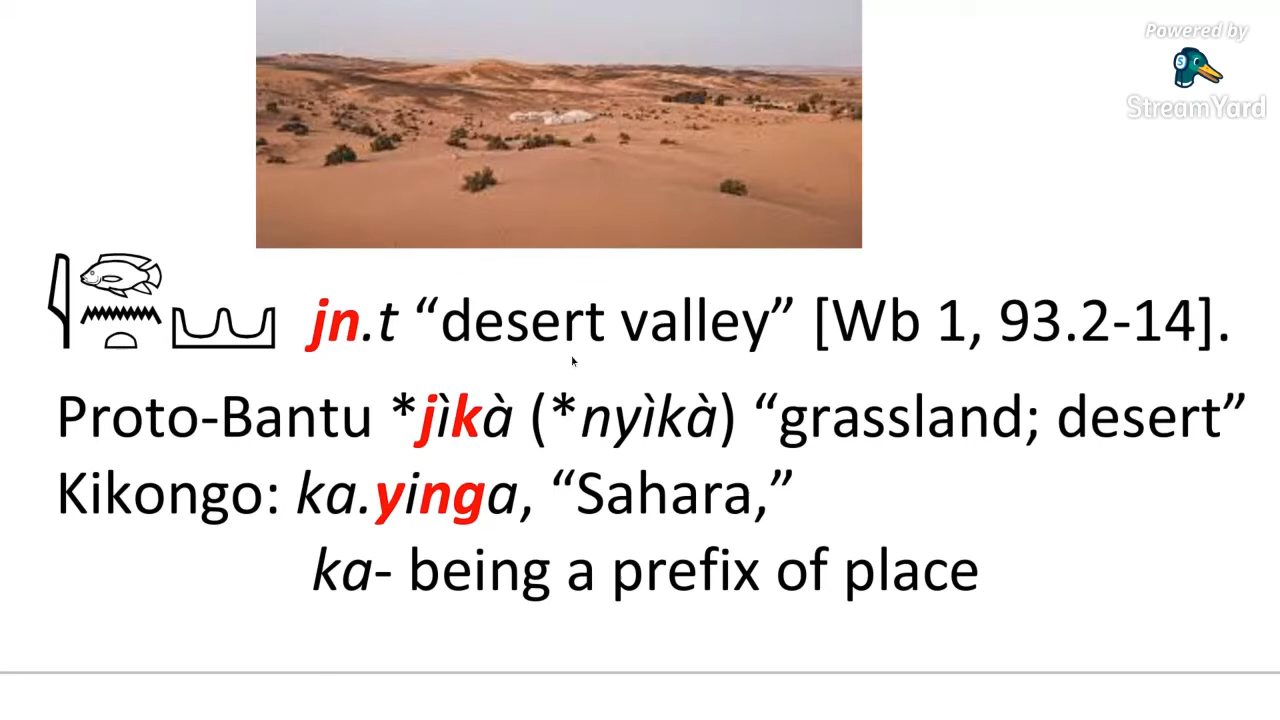 Powered by
StreamYard
jn.t “desert valley” [Wb 1, 93.2-14].
Proto-Bantu *jìkà (*nyìkà) “grassland; desert”
Kikongo: ka.yinga, “Sahara,”
ka- being a prefix of place